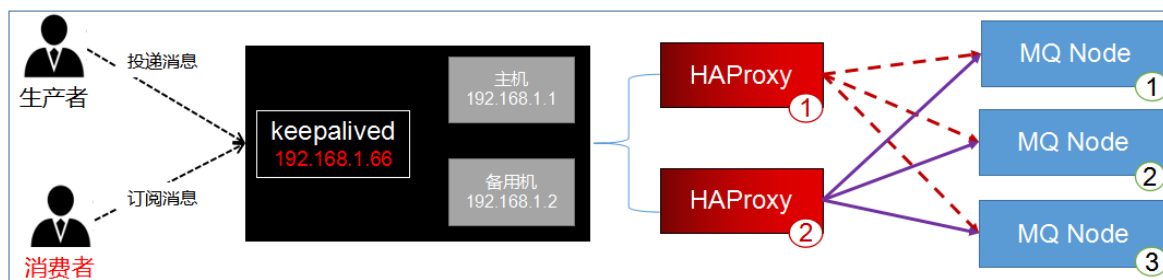 生产者
投递消息
消费者
订阅消息
keepalived
192.168.1.66
主机
192.168.1.1
备用机
192.168.1.2
HAProxy
1
HAProxy
2
MQ Node
1
MQ Node
2
MQ Node
3